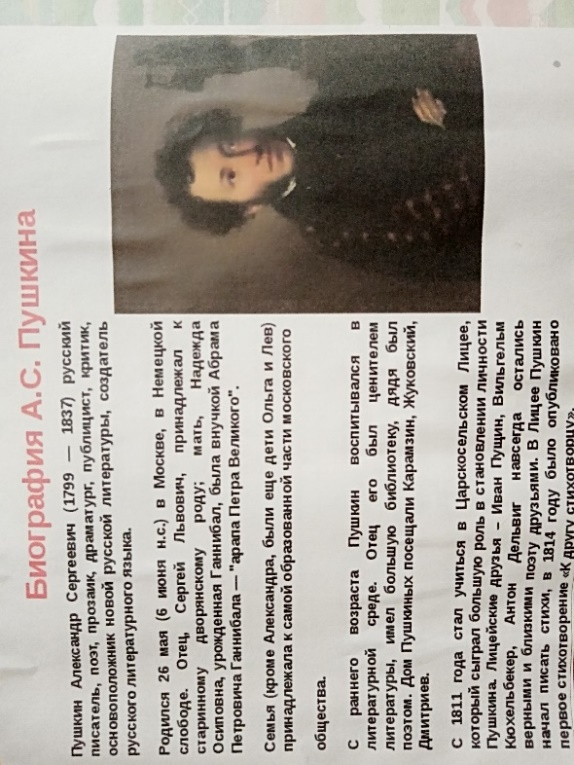 Биография А.С. Пушкина
Пушкин Александр Сергеевич (1799 — 1837) русский
писатель, поэт, прозаик, драматург, публицист, критик,
основоположник новой русской литературы, создатель
русского литературного языка.
Родился 26 мая (6 июня н.с.) в Москве, в Немецкой
слободе. Отец, Сергей Львович, принадлежал к
старинному дворянскому роду; мать, Надежда
Осиповна, урожденная Ганнибал, была внучкой Абрама
Петровича Ганнибала — "арапа Петра Великого".
Семья (кроме Александра, были еще дети Ольга и Лев)
принадлежала к самой образованной части московского
общества.
С раннего возраста Пушкин воспитывался в
литературной среде. Отец его был ценителем
литературы, имел большую библиотеку, дядя был
поэтом. Дом Пушкиных посещали Карамзин, Жуковский,
Дмитриев.
С 1811 года стал учиться в Царскосельском Лицее,
который сыграл большую роль в становлении личности
Пушкина. Лицейские друзья – Иван Пущин, Вильгельм
Кюхельбекер, Антон Дельвиг навсегда остались
верными и близкими поэту друзьями. В Лицее Пушкин
начал писать стихи, в 1814 году было опубликовано
первое стихотворение «К другу стихотворцу».